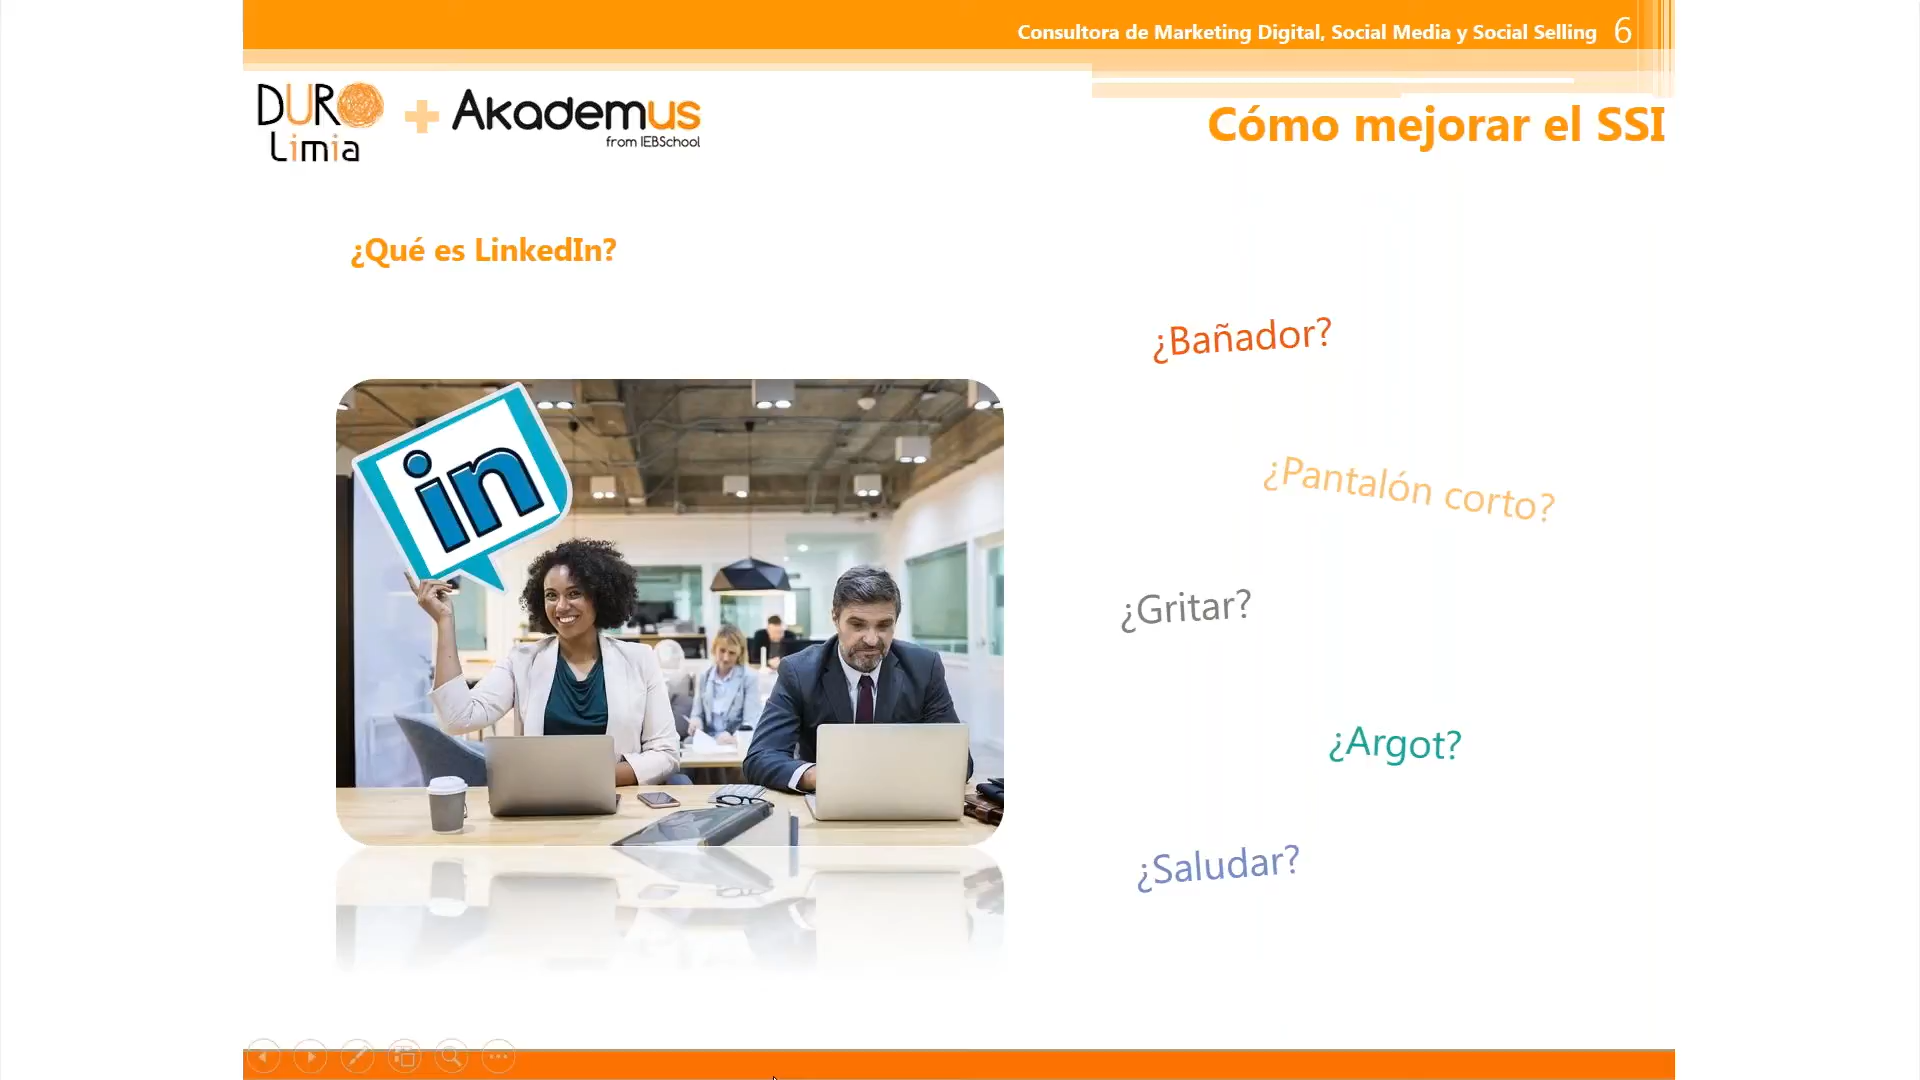 Consultora de Marketing Digital, Social Media y Social Selling 6
DURO
Limia
Akademus
from IEBSchool
Cómo mejorar el SSI
¿Qué es LinkedIn?
¿Bañador?
¿Pantalón corto?
in
¿Gritar?
¿Argot?
¿Saludar?